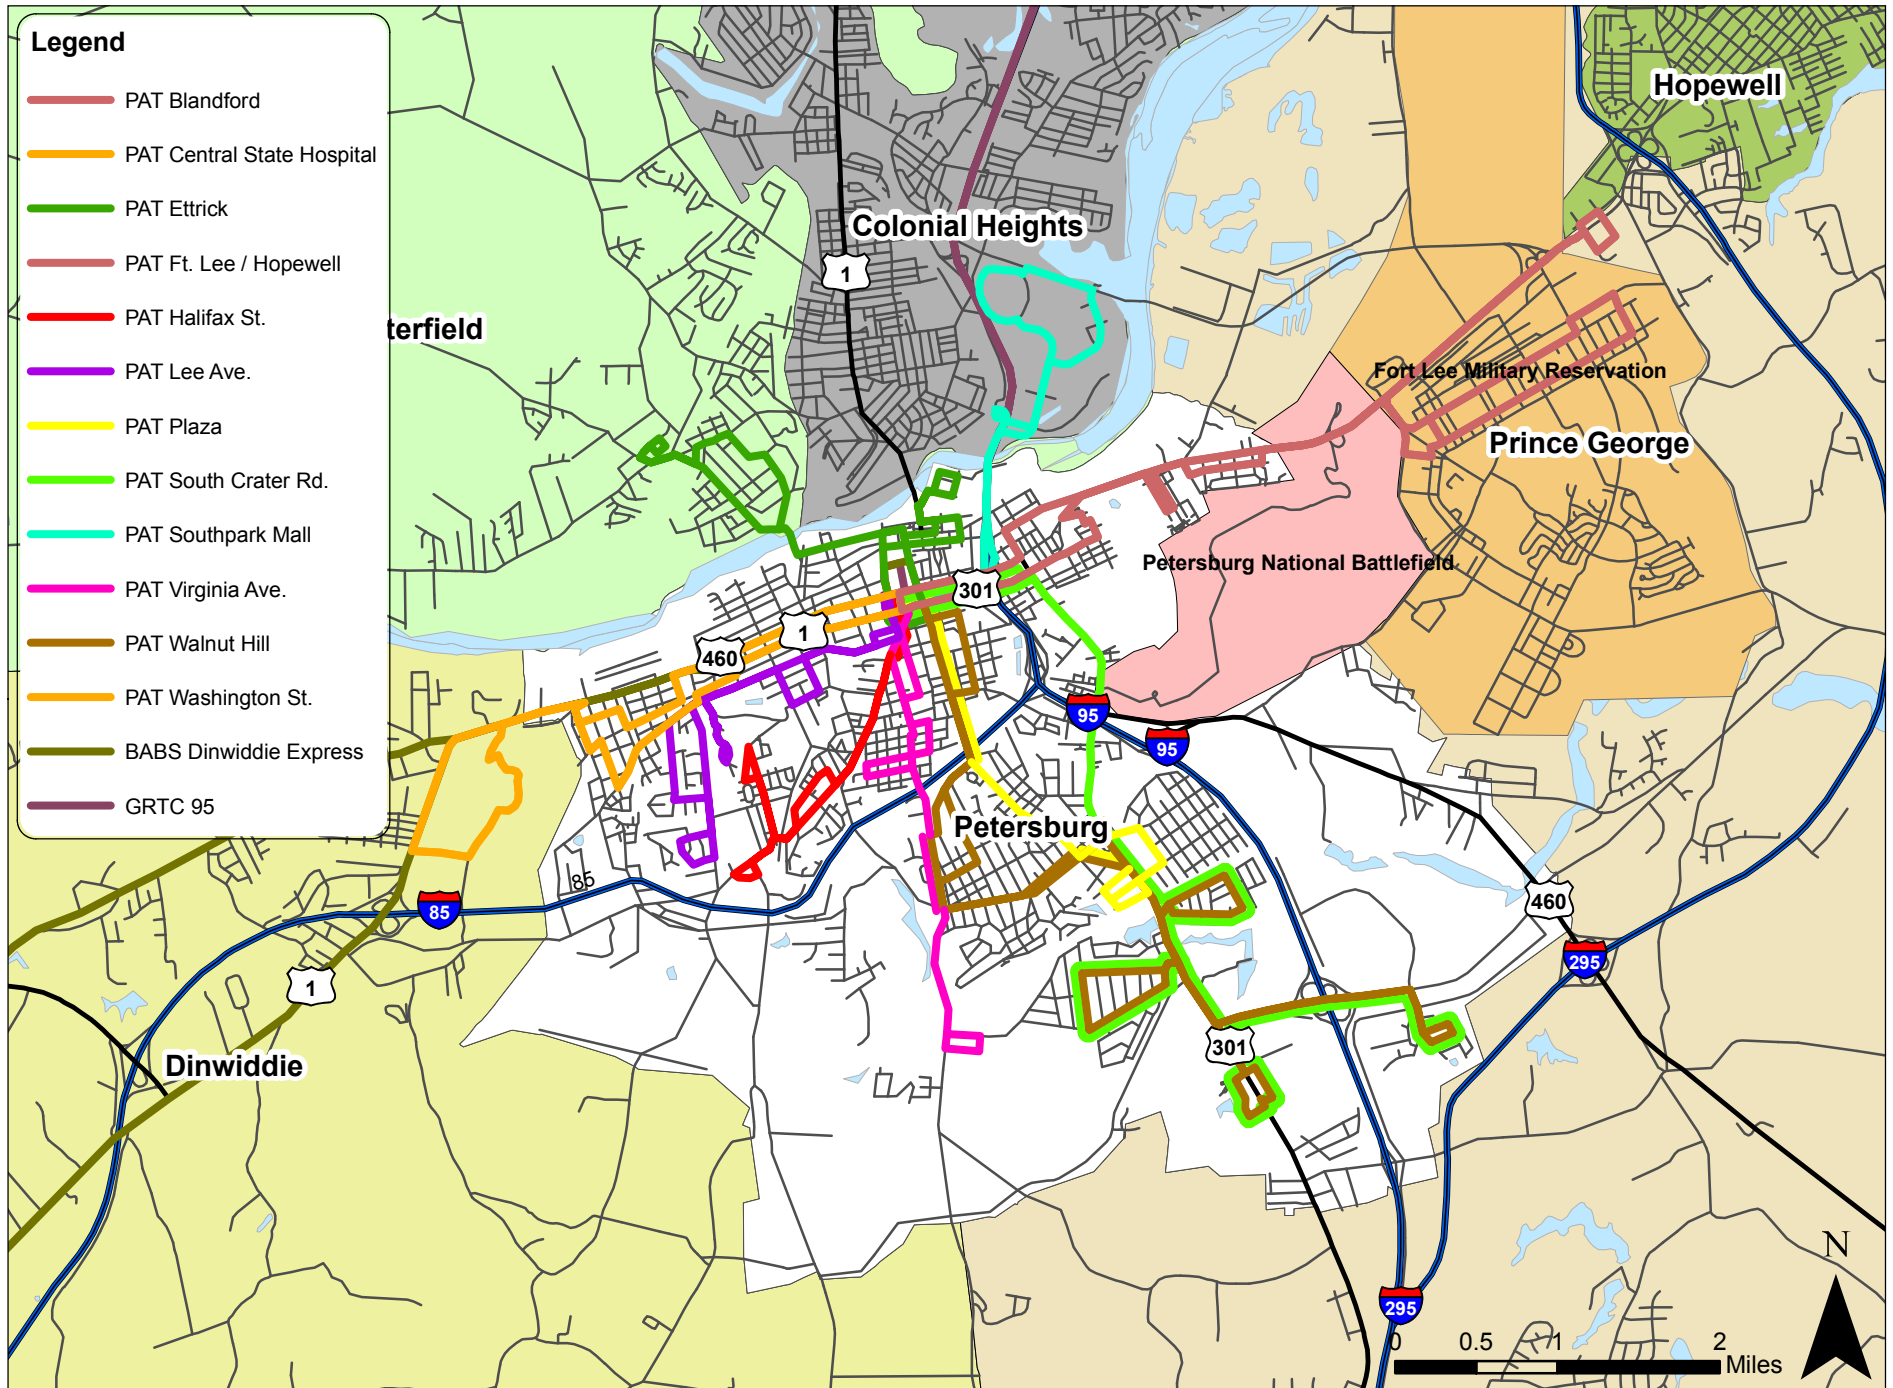 Legend
PAT Blandford
PAT Central State Hospital
PAT Ettrick
PAT Ft. Lee / Hopewell
PAT Halifax St.
PAT Lee Ave.
PAT Plaza
PAT South Crater Rd.
PAT Southpark Mall
PAT Virginia Ave.
PAT Walnut Hill
PAT Washington St.
BABS Dinwiddie Express
GRTC 95
Hopewell
Colonial Heights
1
terfield
Fort Lee Military Reservation
Prince George
Petersburg National Battlefield
301
1
460
95
95
Petersburg
85
85
460
295
1
301
Dinwiddie
N
295
0 0.5 1 2
Miles